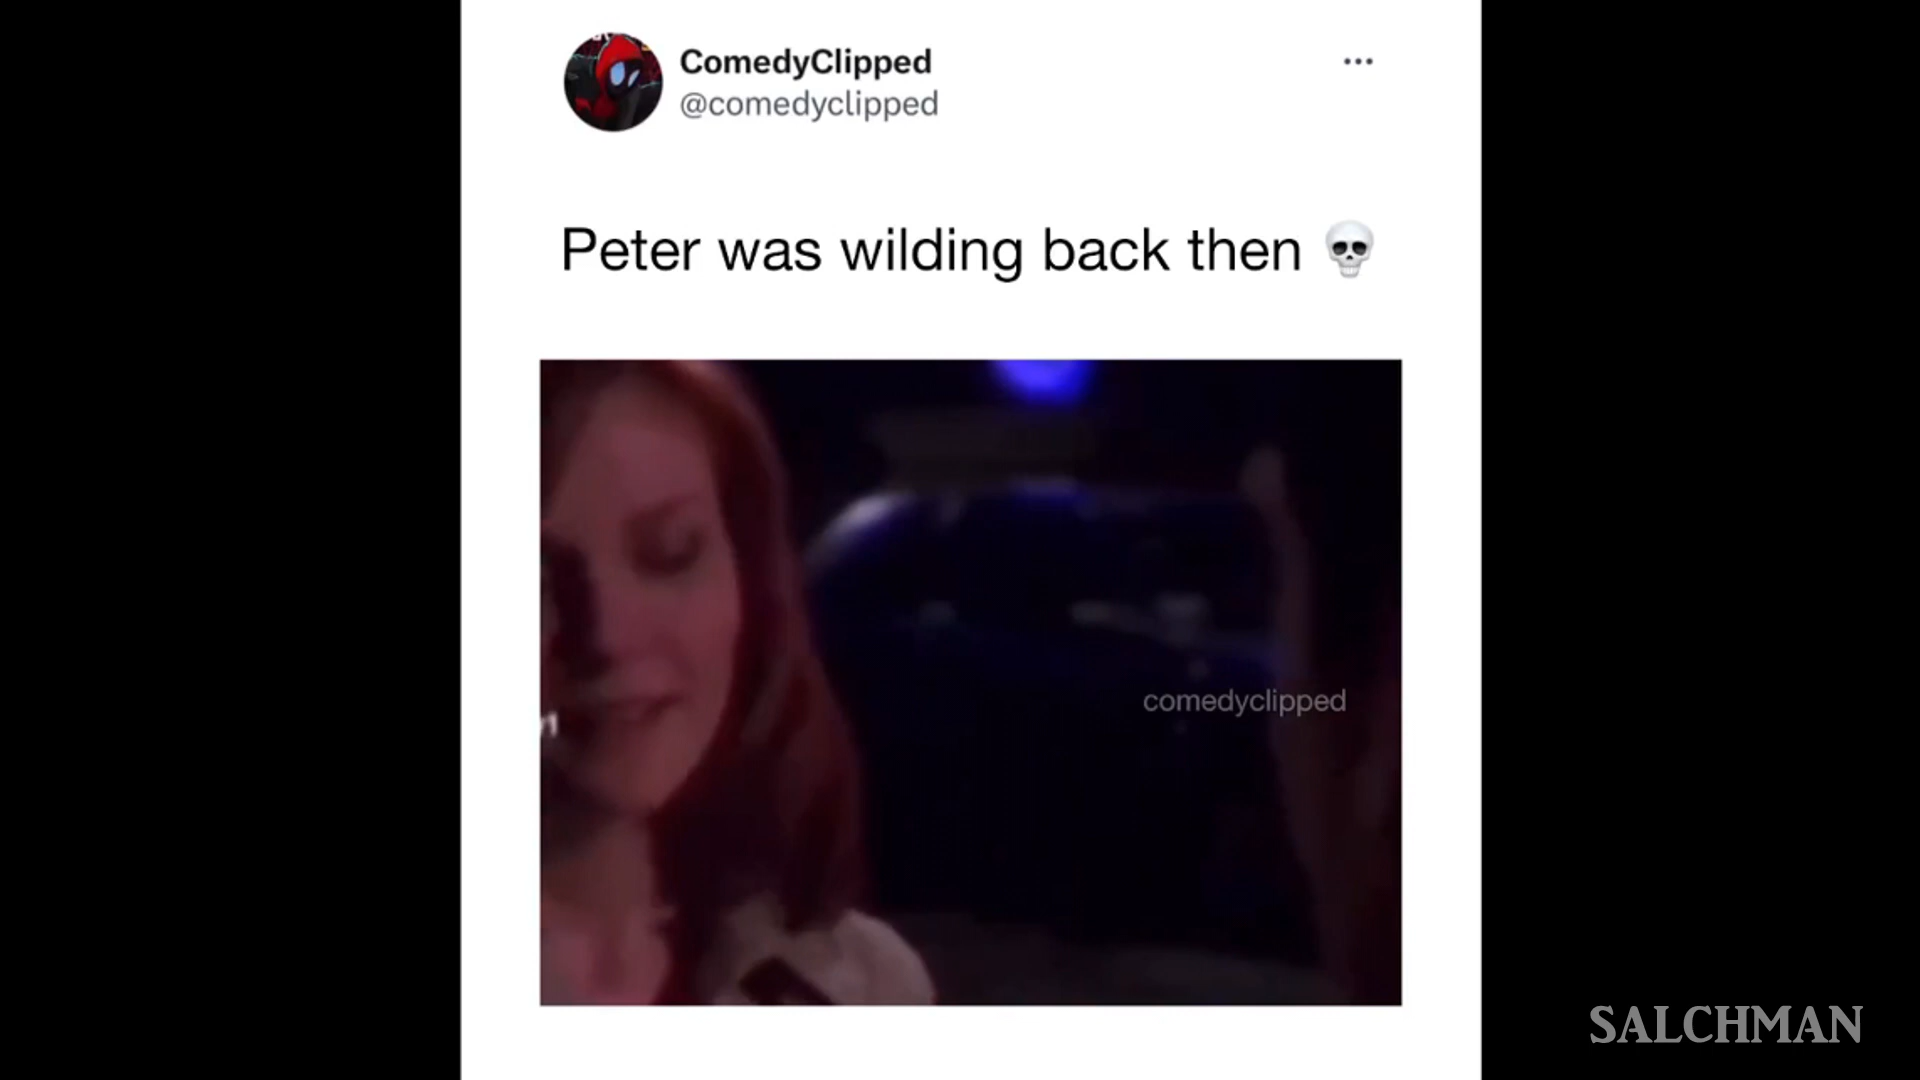 ComedyClipped
@comedyclipped
Peter was wilding back then 💀
comedyclipped
SALCHMAN